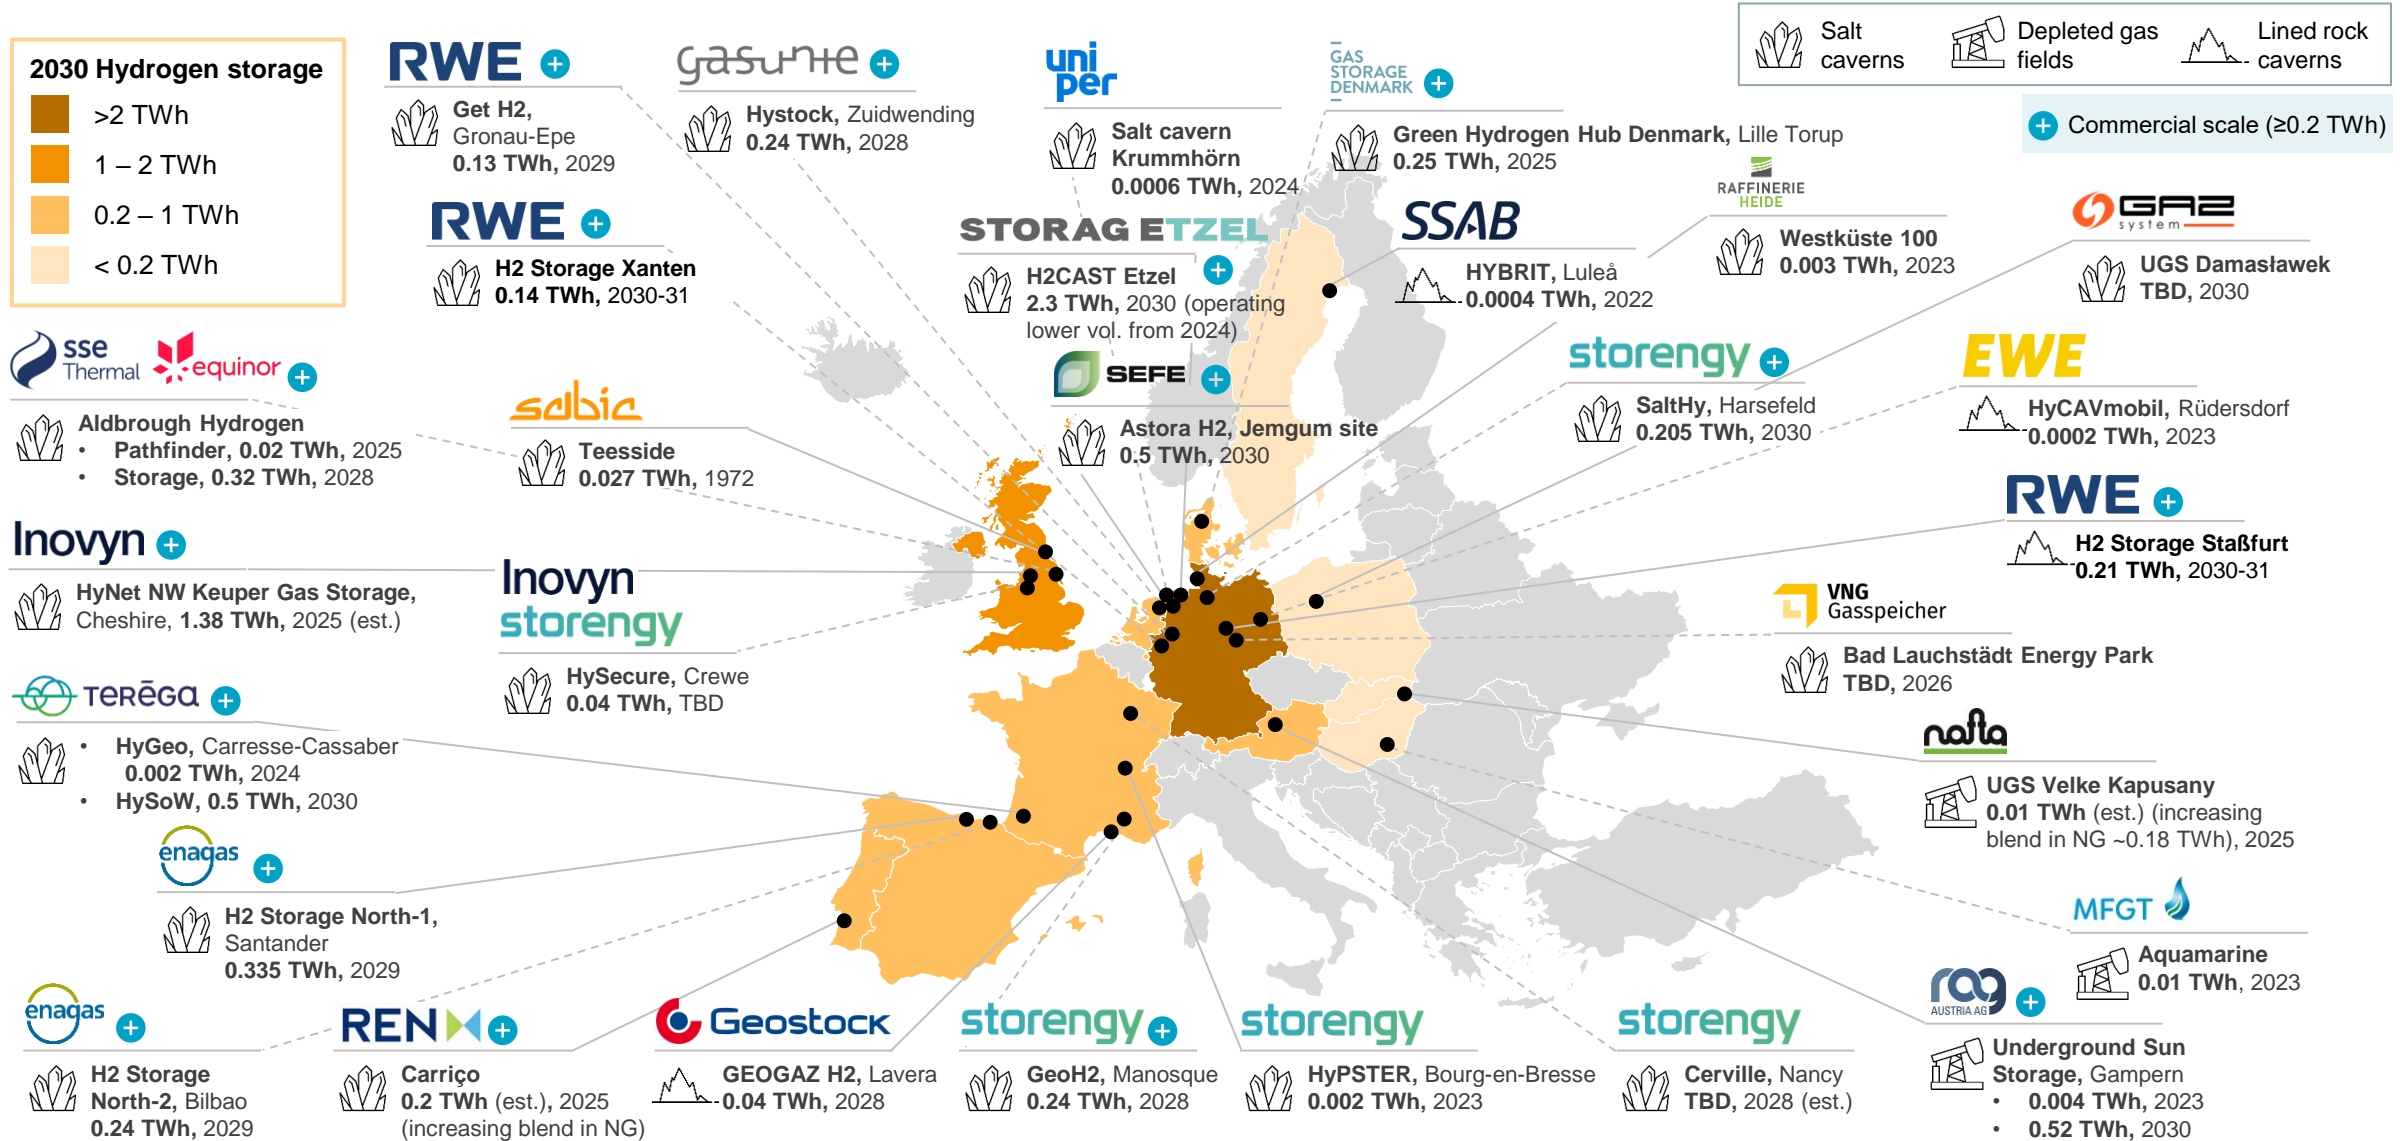 2030 Hydrogen storage
>2 TWh
1 – 2 TWh
0.2 – 1 TWh
< 0.2 TWh
Salt
caverns
Depleted gas
fields
Lined rock
caverns
Commercial scale (≥0.2 TWh)
RWE
Get H2,
Gronau-Epe
0.13 TWh, 2029
gasunie
Hystock, Zuidwending
0.24 TWh, 2028
uni
per
Salt cavern
Krummhörn
0.0006 TWh, 2024
GAS
STORAGE
DENMARK
Green Hydrogen Hub Denmark, Lille Torup
0.25 TWh, 2025
RWE
H2 Storage Xanten
0.14 TWh, 2030-31
STORAG ETZEL
H2CAST Etzel
2.3 TWh, 2030 (operating
lower vol. from 2024)
SSAB
HYBRIT, Luleå
0.0004 TWh, 2022
RAFFINERIE
HEIDE
Westküste 100
0.003 TWh, 2023
GAZ
system
UGS Damasławek
TBD, 2030
sse
Thermal
equinor
Aldbrough Hydrogen
• Pathfinder, 0.02 TWh, 2025
• Storage, 0.32 TWh, 2028
sabic
Teesside
0.027 TWh, 1972
SEFE
Astora H2, Jemgum site
0.5 TWh, 2030
storengy
SaltHy, Harsefeld
0.205 TWh, 2030
EWE
HyCAVmobil, Rüdersdorf
0.0002 TWh, 2023
Inovyn
HyNet NW Keuper Gas Storage,
Cheshire, 1.38 TWh, 2025 (est.)
Inovyn
storengy
HySecure, Crewe
0.04 TWh, TBD
RWE
H2 Storage Staßfurt
0.21 TWh, 2030-31
VNG
Gasspeicher
Bad Lauchstädt Energy Park
TBD, 2026
TERĒGA
• HyGeo, Carresse-Cassaber
0.002 TWh, 2024
• HySoW, 0.5 TWh, 2030
nafta
UGS Velke Kapusany
0.01 TWh (est.) (increasing
blend in NG ~0.18 TWh), 2025
enagas
H2 Storage North-1,
Santander
0.335 TWh, 2029
MFGT
Aquamarine
0.01 TWh, 2023
enagas
H2 Storage
North-2, Bilbao
0.24 TWh, 2029
REN
Carriço
0.2 TWh (est.), 2025
(increasing blend in NG)
Geostock
GEOGAZ H2, Lavera
0.04 TWh, 2028
storengy
GeoH2, Manosque
0.24 TWh, 2028
storengy
HyPSTER, Bourg-en-Bresse
0.002 TWh, 2023
storengy
Cerville, Nancy
TBD, 2028 (est.)
rag
AUSTRIA AG
Underground Sun
Storage, Gampern
• 0.004 TWh, 2023
• 0.52 TWh, 2030